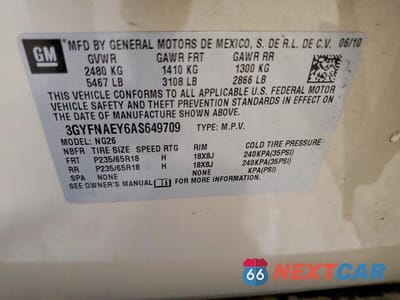 GM
*MFD BY GENERAL MOTORS DE MEXICO, S. DE R.L. DE C.V. 06/10
GVWR GAWR FRT GAWR RR
2480 KG 1410 KG 1300 KG
5467 LB 3108 LB 2866 LB
THIS VEHICLE CONFORMS TO ALL APPLICABLE U.S. FEDERAL MOTOR
VEHICLE SAFETY AND THEFT PREVENTION STANDARDS IN EFFECT ON
THE DATE OF MANUFACTURE SHOWN ABOVE.
3GYFNAEY6AS649709 TYPE: M.P.V.
MODEL: NG26
NBFR TIRE SIZE SPEED RTG RIM COLD TIRE PRESSURE
FRT P235/65R18 H 18X8J 240KPA(35PSI)
RR P235/65R18 H 18X8J 240KPA(35PSI)
SPA NONE NONE KPA(PSI)
SEE OWNER'S MANUAL NONE
66 NEXTCAR